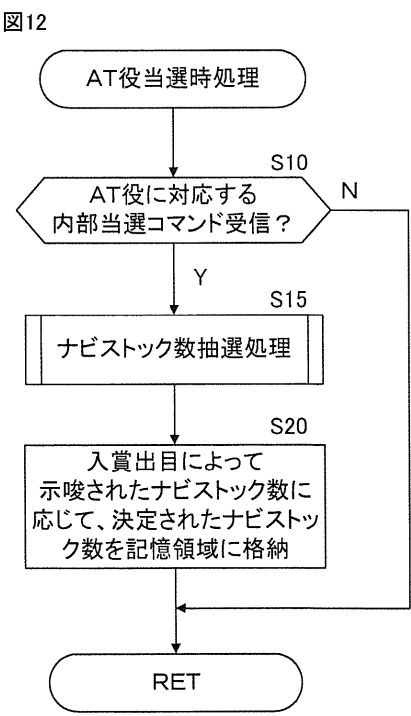 図12
AT役当選時処理
S10
AT役に対応する
内部当選コマンド受信？
N
Y
S15
ナビストック数抽選処理
S20
入賞出目によって
示唆されたナビストック数に
応じて、決定されたナビストッ
ク数を記憶領域に格納
RET